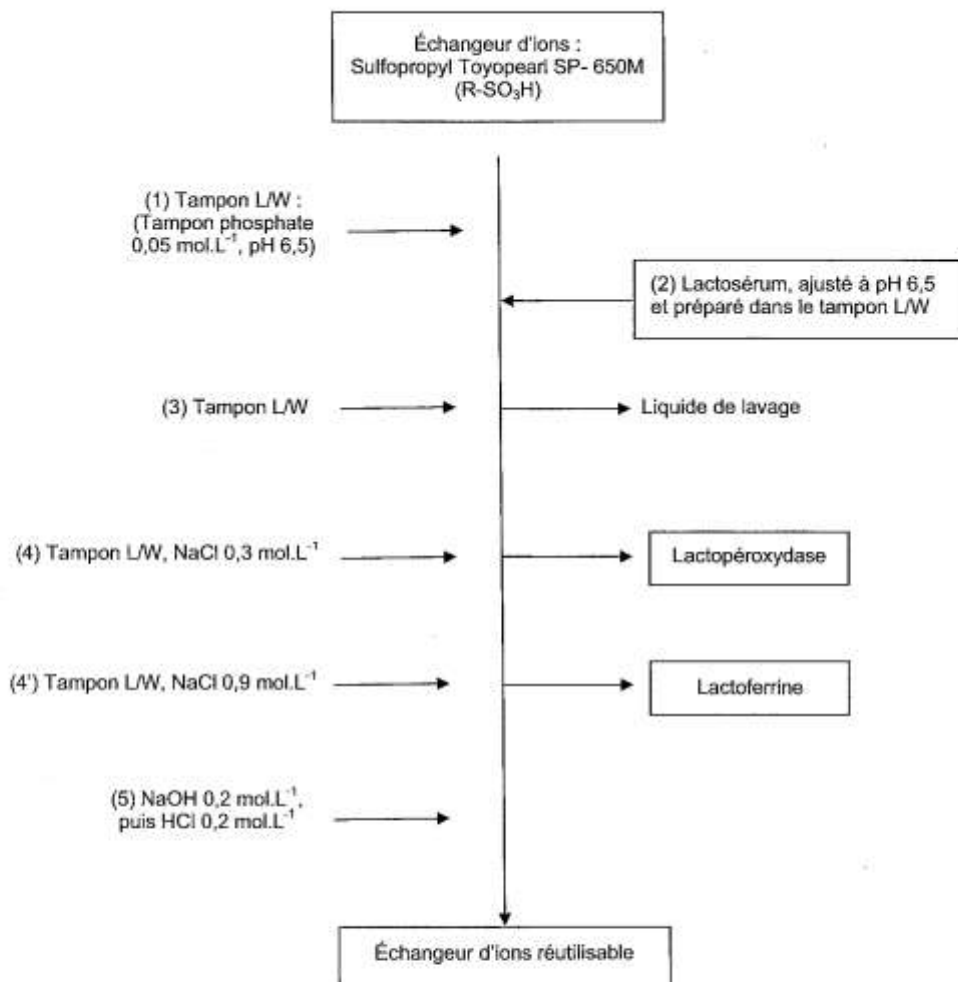 Échangeur d'ions :
Sulfopropyl Toyopearl SP- 650M
(R-SO₃H)
(1) Tampon L/W :
(Tampon phosphate
0,05 mol.L⁻¹, pH 6,5)
(2) Lactosérum, ajusté à pH 6,5
et préparé dans le tampon L/W
(3) Tampon L/W
Liquide de lavage
(4) Tampon L/W, NaCl 0,3 mol.L⁻¹
Lactopéroxydase
(4') Tampon L/W, NaCl 0,9 mol.L⁻¹
Lactoferrine
(5) NaOH 0,2 mol.L⁻¹,
puis HCl 0,2 mol.L⁻¹
Échangeur d'ions réutilisable